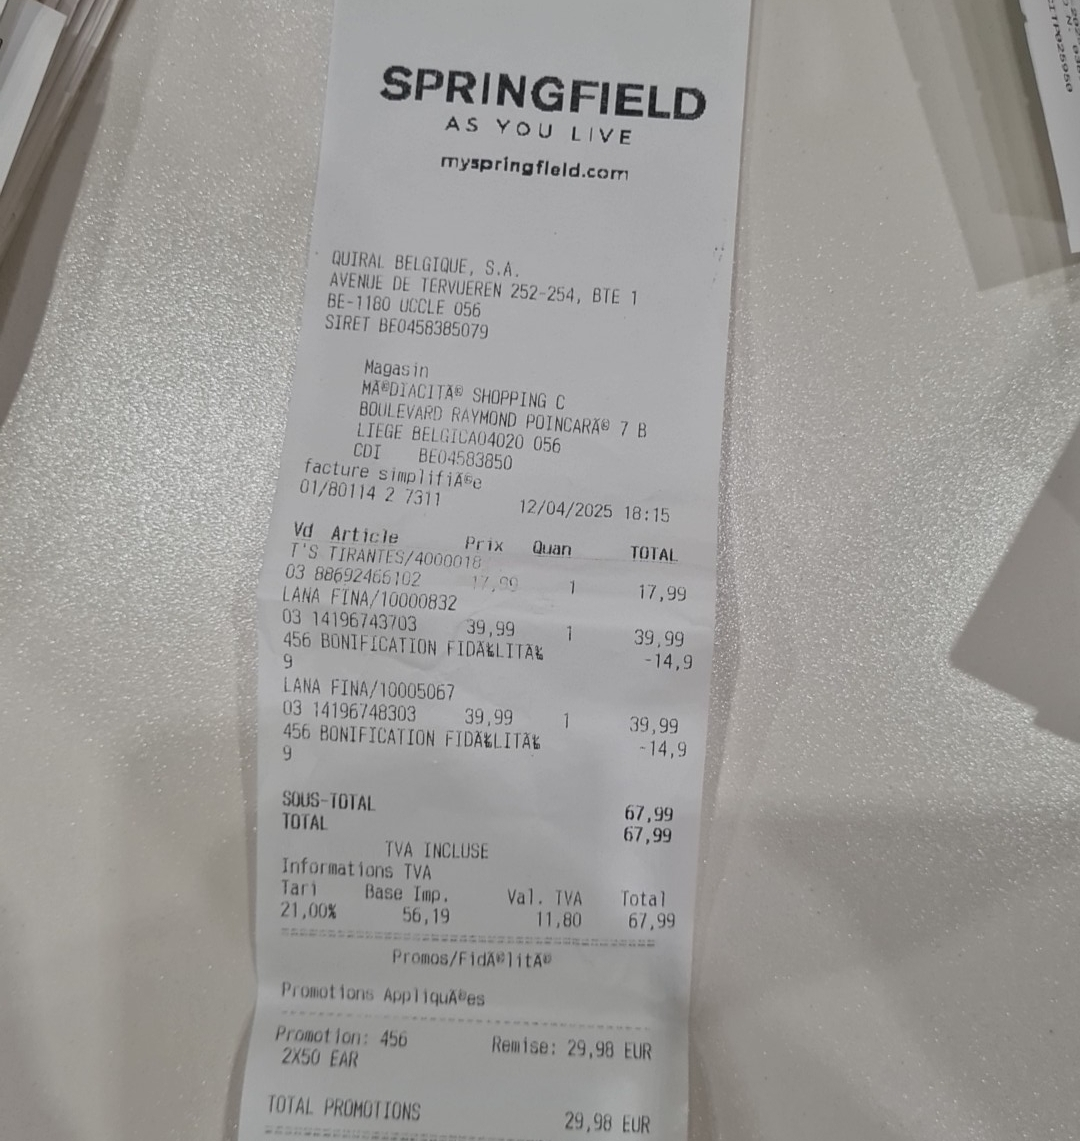 SPRINGFIELD
AS YOU LIVE
myspringfield.com
QUIRAL BELGIQUE, S.A.
AVENUE DE TERVUEREN 252-254, BTE 1
BE-1180 UCCLE 056
SIRET BE0458385079
Magasin
MÃ©DIACITÃ© SHOPPING C
BOULEVARD RAYMOND POINCARÃ© 7 B
LIEGE BELGICA04020 056
CDI BE04583850
facture simplifiÃ©e
01/80114 2 7311 12/04/2025 18:15
Vd Article Prix Quan TOTAL
T'S TIRANTES/4000018
03 88692466102 17,99 1 17,99
LANA FINA/10000832
03 14196743703 39,99 1 39,99
456 BONIFICATION FIDÃ‰LITÃ‰ -14,9
9
LANA FINA/10005067
03 14196748303 39,99 1 39,99
456 BONIFICATION FIDÃ‰LITÃ‰ -14,9
9
SOUS-TOTAL 67,99
TOTAL 67,99
TVA INCLUSE
Informations TVA
Tari Base Imp. Val. TVA Total
21,00% 56,19 11,80 67,99
Promos/FidÃ©litÃ©
Promotions AppliquÃ©es
Promotion: 456 Remise: 29,98 EUR
2X50 EAR
TOTAL PROMOTIONS 29,98 EUR